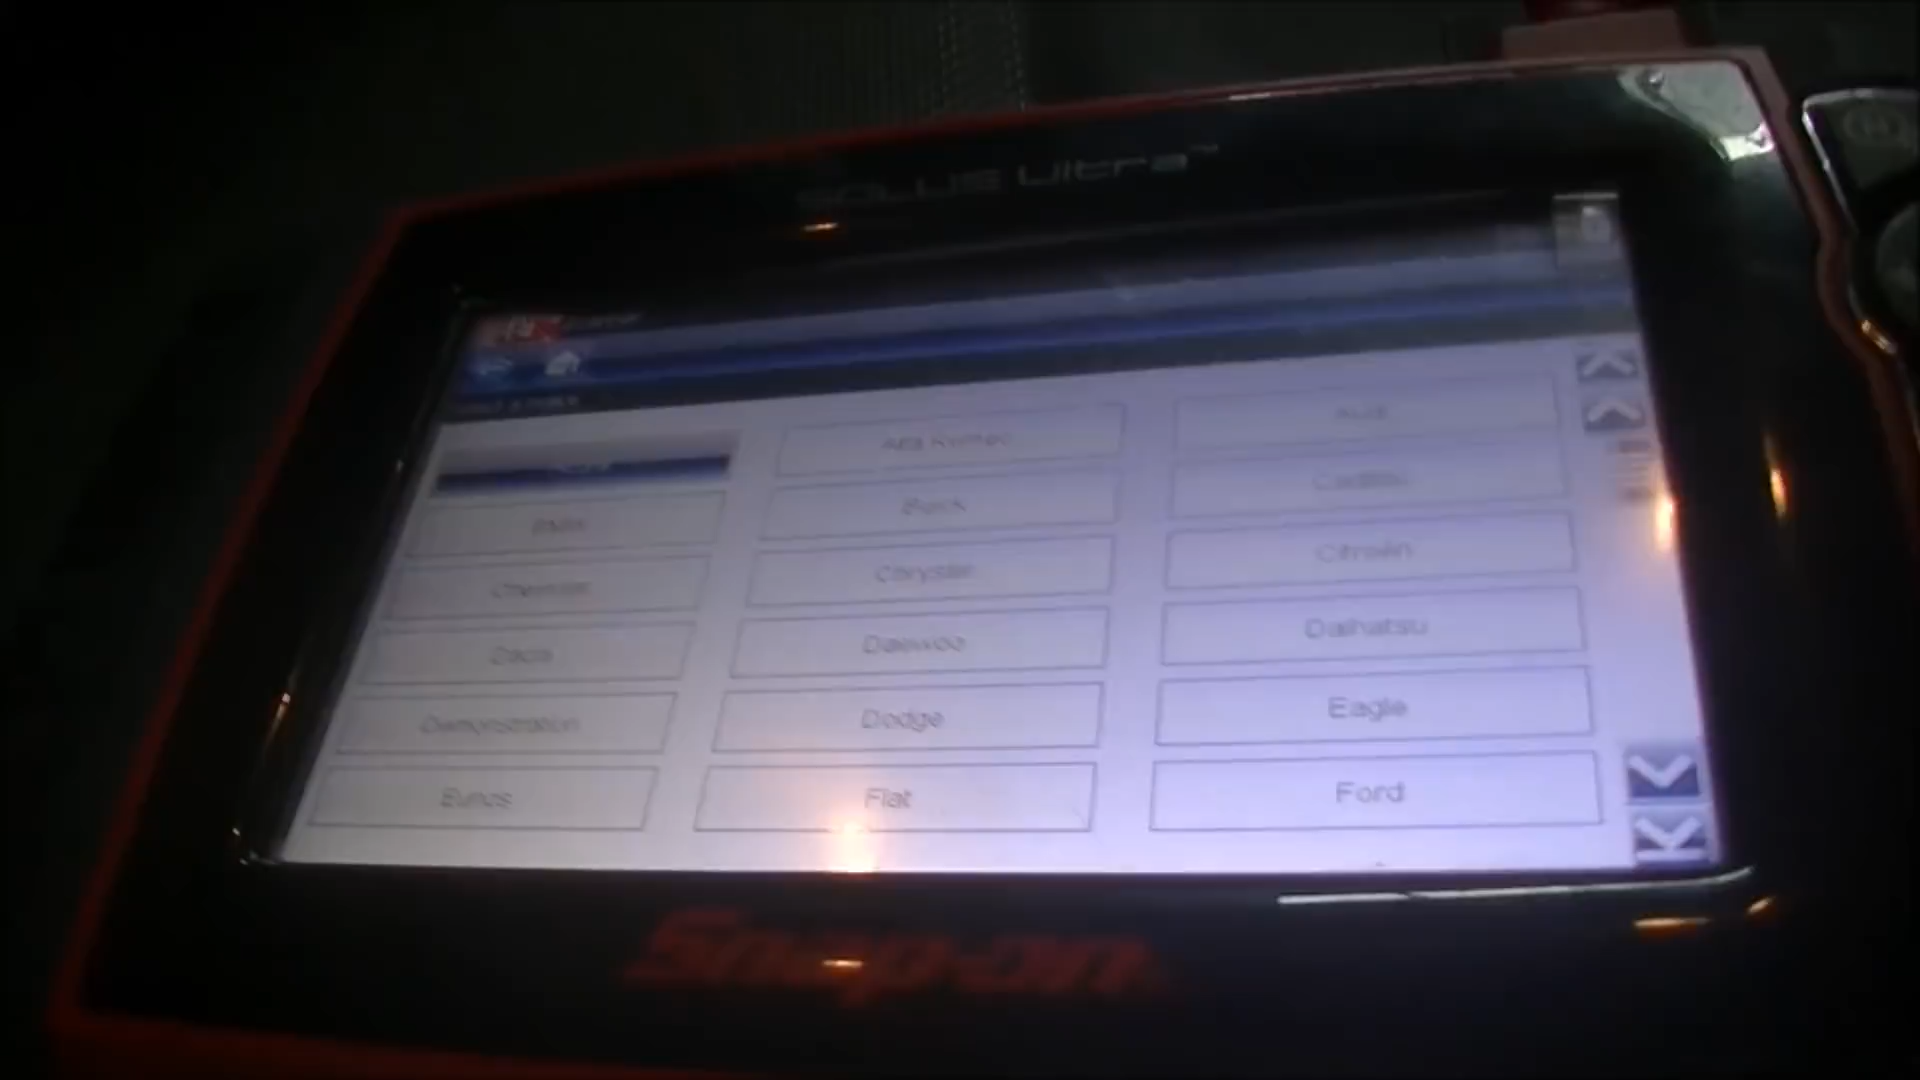 SOLUS Ultra™
Alfa Romeo
Audi
BMW
Buick
Cadillac
Chevrolet
Chrysler
Citroën
Dacia
Daewoo
Daihatsu
Demonstration
Dodge
Eagle
Eunos
Fiat
Ford
Snap-on